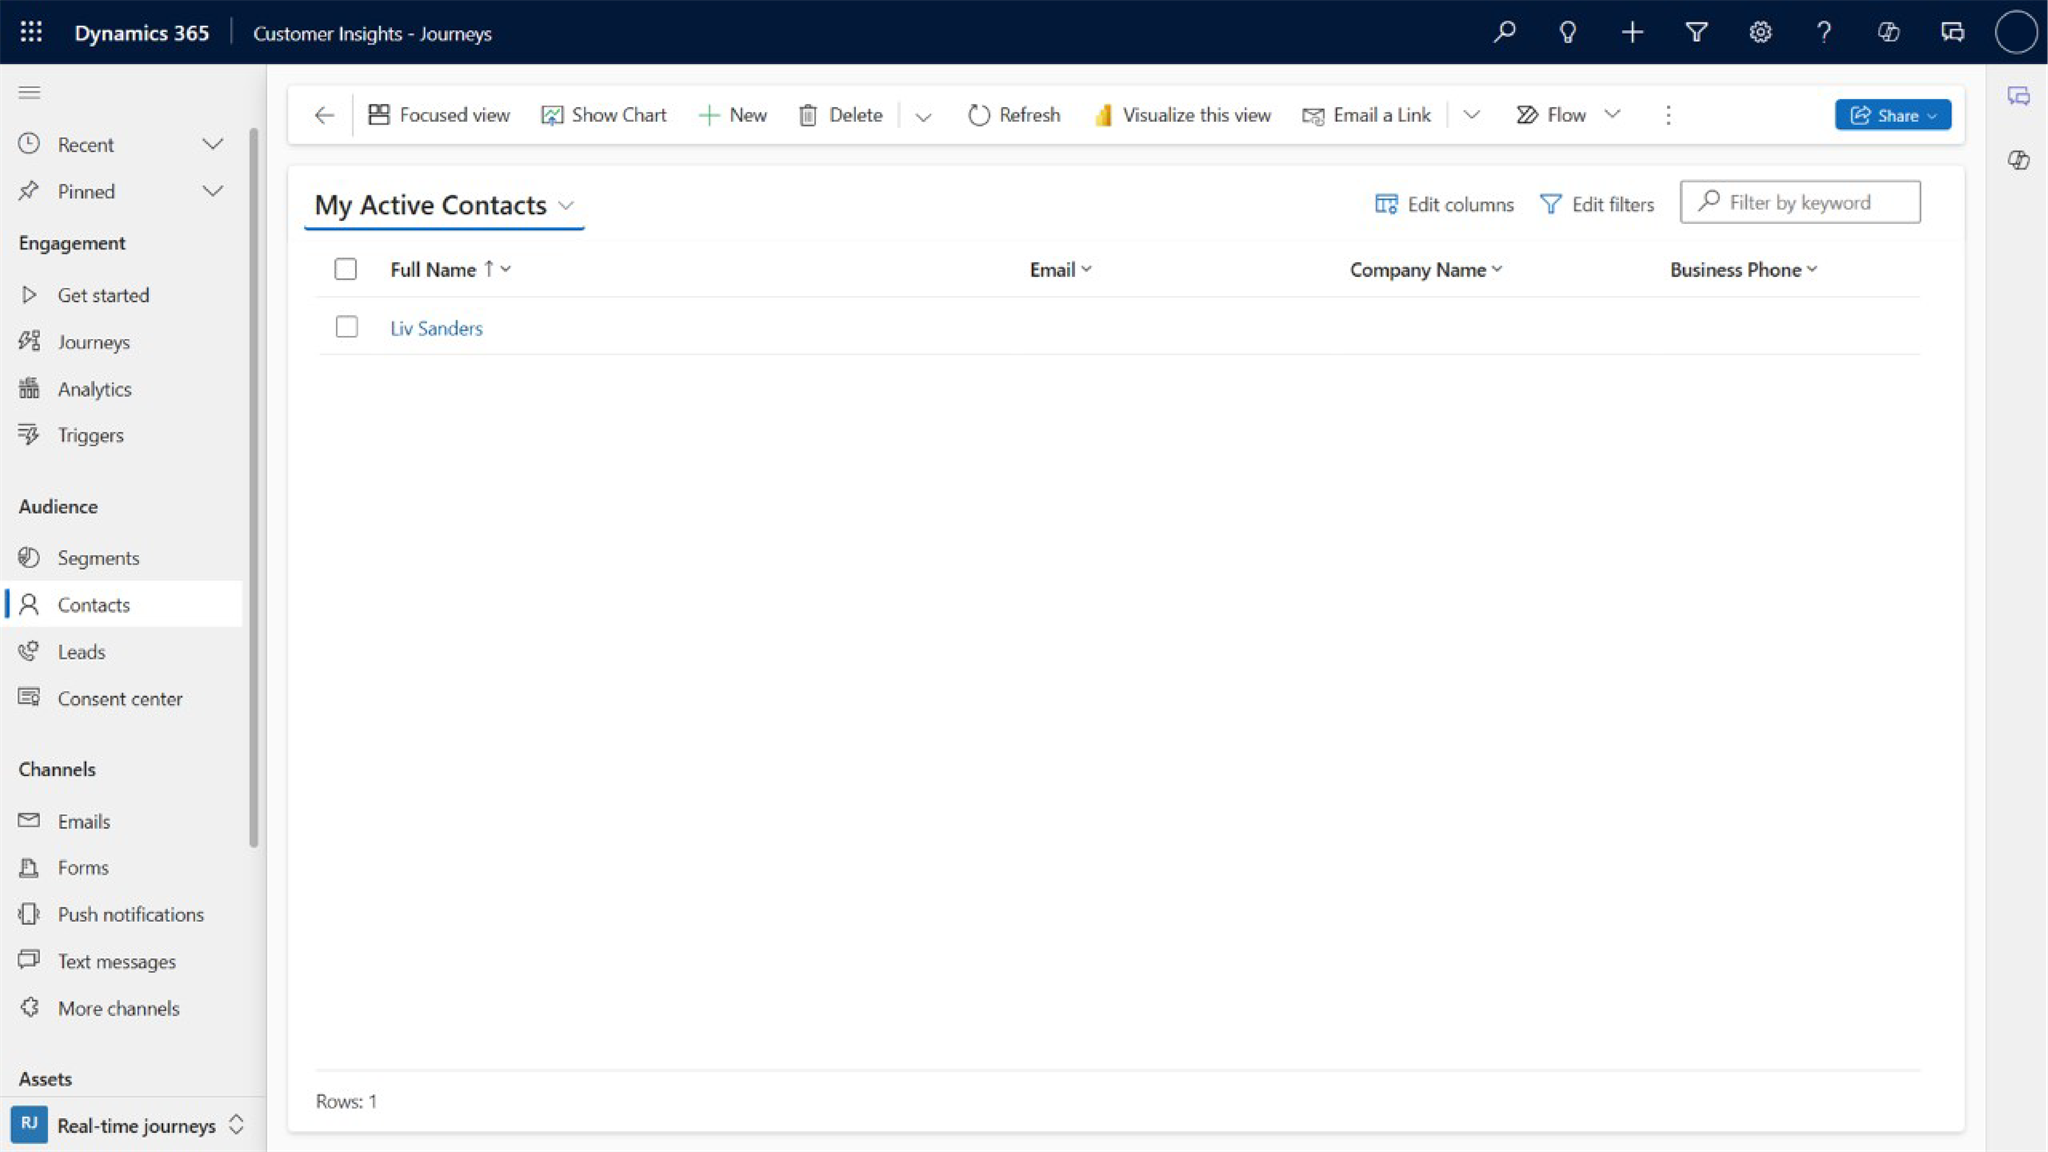 Dynamics 365 Customer Insights - Journeys
Focused view Show Chart New Delete Refresh Visualize this view Email a Link Flow Share
Recent
Pinned
Engagement
Get started
Journeys
Analytics
Triggers
Audience
Segments
Contacts
Leads
Consent center
Channels
Emails
Forms
Push notifications
Text messages
More channels
Assets
RJ Real-time journeys
My Active Contacts Edit columns Edit filters Filter by keyword
Full Name Email Company Name Business Phone
Liv Sanders
Rows: 1